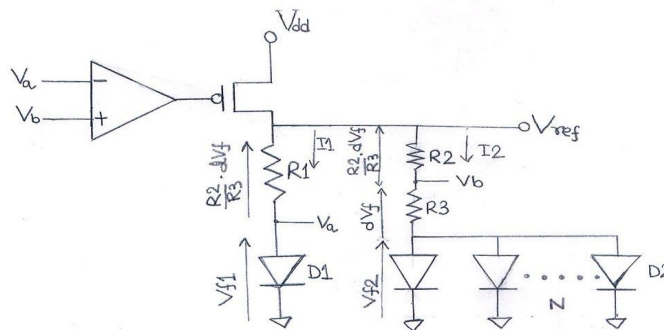 Vdd
Va
Vb
Vref
I1
I2
R2.dVf
R3
R1
R2.dVf
R3
R2
Vb
R3
dVf
Va
Vf1
D1
Vf2
D2
N